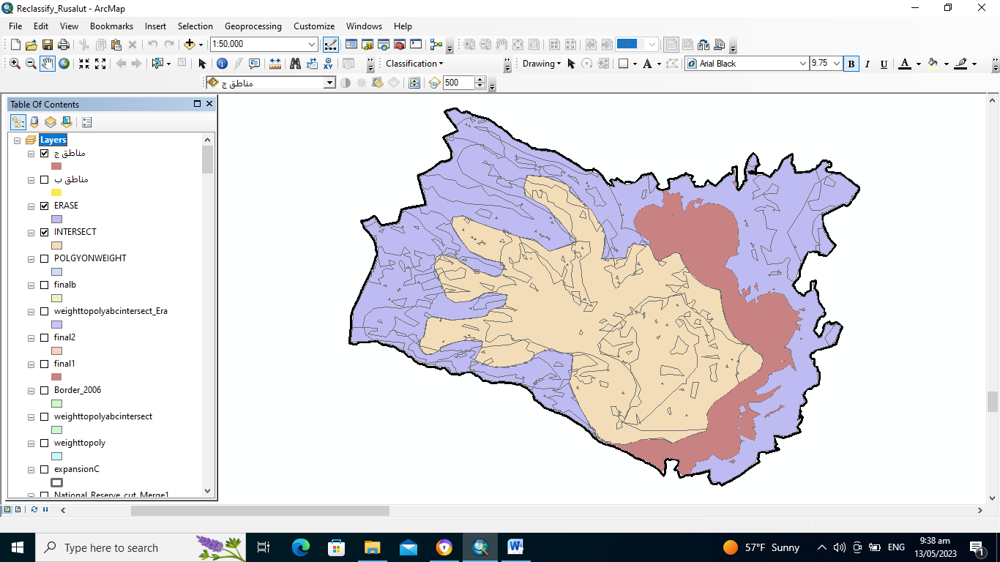 Reclassify_Rusalut - ArcMap
File Edit View Bookmarks Insert Selection Geoprocessing Customize Windows Help
1:50,000 100%
Classification Drawing A Arial Black 9.75 B I U A
مناطق ج 500
Table Of Contents
Layers
مناطق ج
مناطق ب
ERASE
INTERSECT
POLGYONWEIGHT
finalb
weighttopolyabcintersect_Era
final2
final1
Border_2006
weighttopolyabcintersect
weighttopoly
expansionC
National_Reserve_cut_Merge1
Type here to search 57°F Sunny ENG 9:38 am
13/05/2023 1